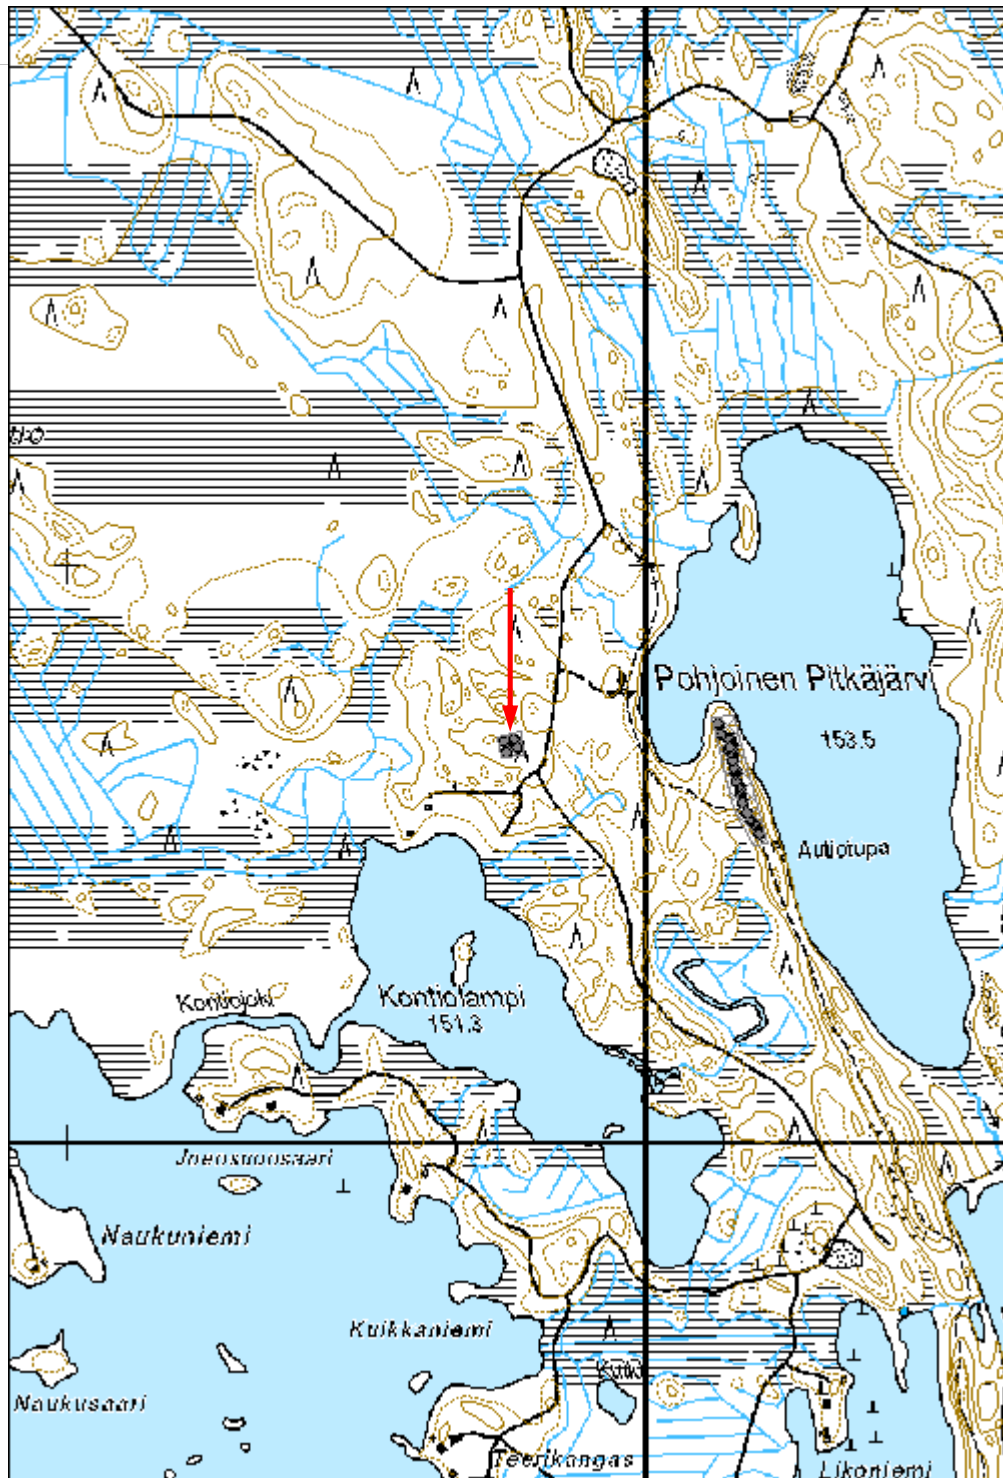 Pohjoinen Pitkäjärvi
153.5
Autiotupa
Kontiojoki
Kontiolampi
151.3
Joensuunsaari
Naukuniemi
Kuikkaniemi
Naukusaari
Teerikangas
Likoniemi